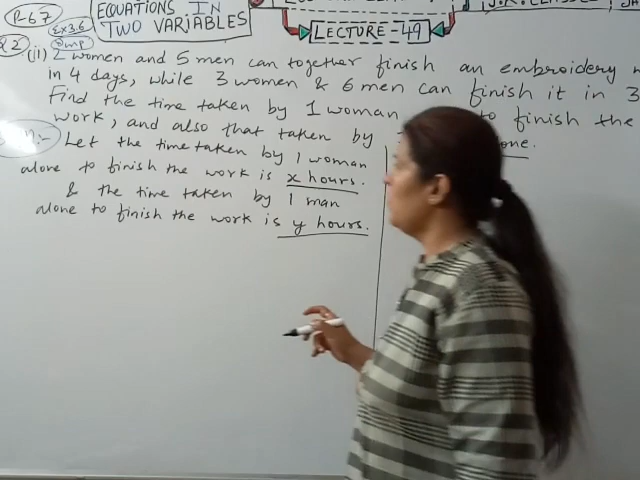 P-67
EQUATIONS IN
TWO VARIABLES
EX 3.6
LECTURE-49
Q2 Imp
(ii) 2 women and 5 men can together finish an embroidery
in 4 days, while 3 women & 6 men can finish it in 3
Find the time taken by 1 woman to finish the
work, and also that taken by one.
Let the time taken by 1 woman
alone to finish the work is x hours.
& the time taken by 1 man
alone to finish the work is y hours.